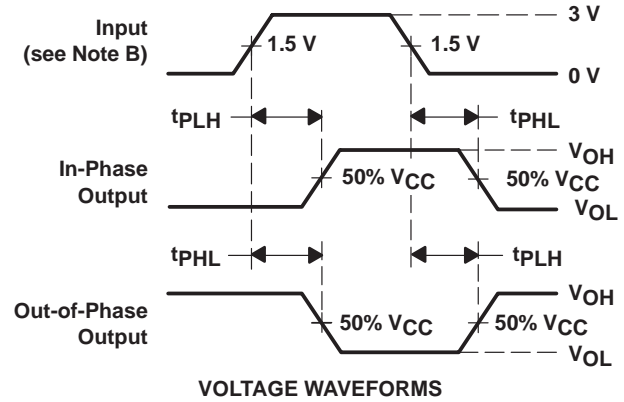 3 V
Input
(see Note B)
1.5 V
1.5 V
0 V
tPLH
tPHL
In-Phase
Output
VOH
50% VCC
50% VCC
VOL
tPHL
tPLH
Out-of-Phase
Output
VOH
50% VCC
50% VCC
VOL
VOLTAGE WAVEFORMS